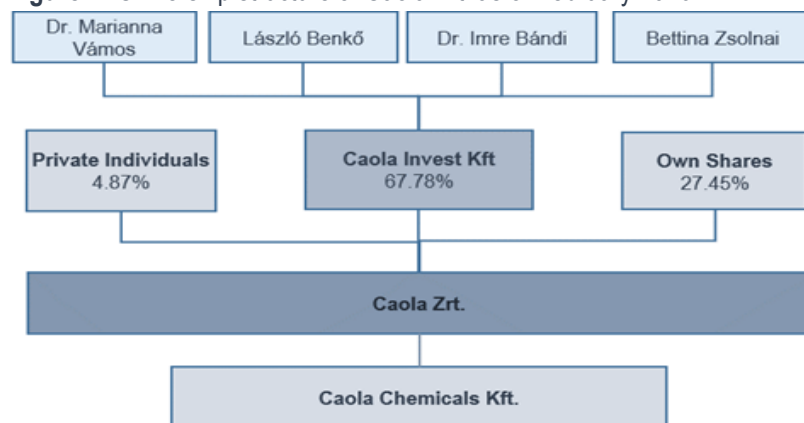 Dr. Marianna
Vámos
László Benkő
Dr. Imre Bándi
Bettina Zsolnai
Private Individuals
4.87%
Caola Invest Kft
67.78%
Own Shares
27.45%
Caola Zrt.
Caola Chemicals Kft.